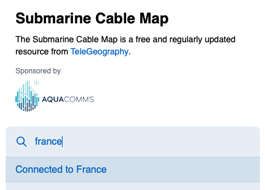 Submarine Cable Map
The Submarine Cable Map is a free and regularly updated
resource from TeleGeography.
Sponsored by
AQUACOMMS
france
Connected to France